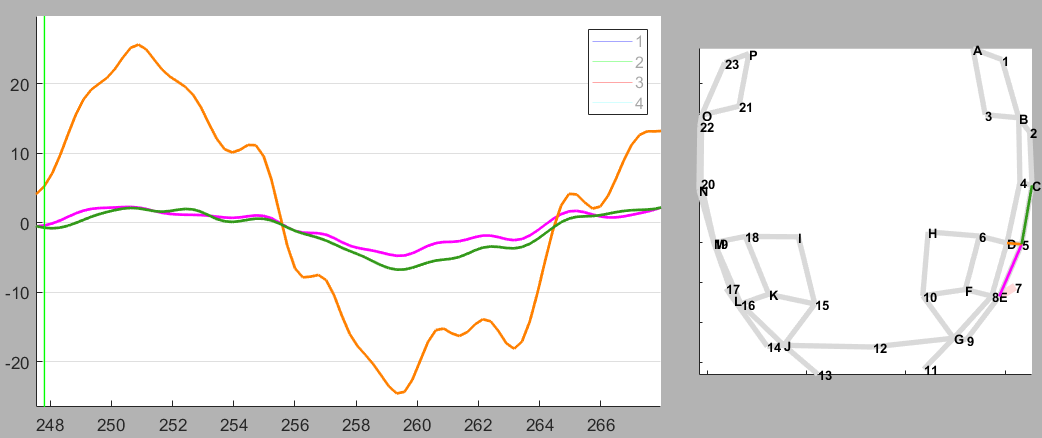 20
10
0
-10
-20
248 250 252 254 256 258 260 262 264 266
1
2
3
4
P A
23 1
21
O 3 B
22 2
20 4 C
N
H 6
M 19 18 I D 5
17 K F 7
L 16 15 10 8 E
14 J 12 G 9
13 11